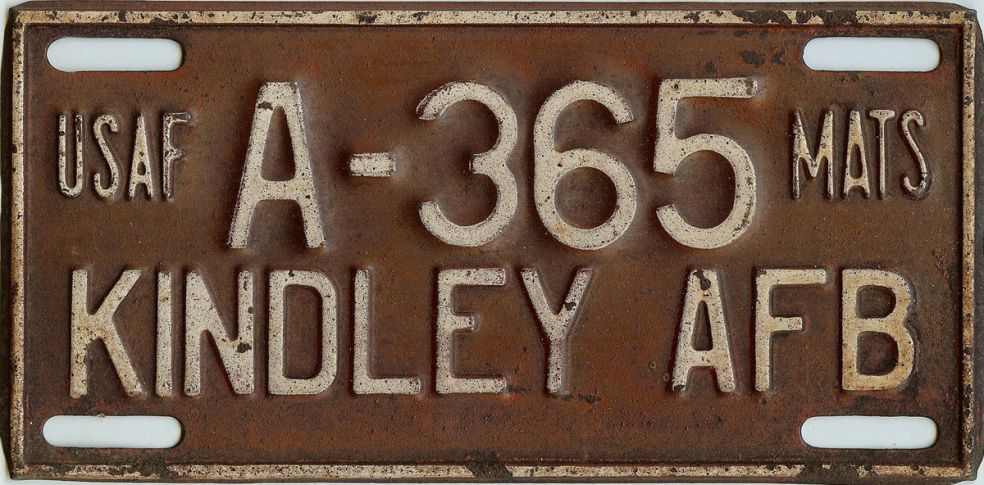 USAF A-365 MATS
KINDLEY AFB